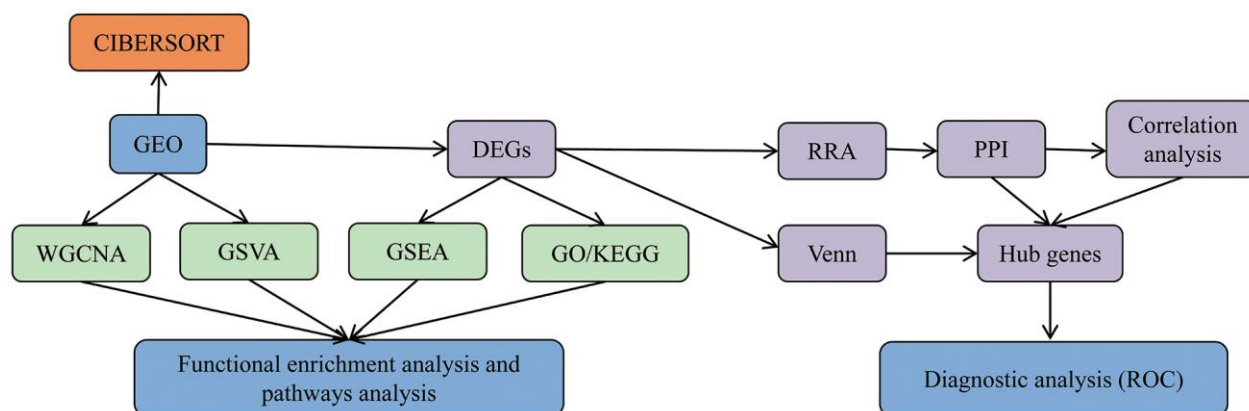 CIBERSORT
GEO
DEGs
RRA
PPI
Correlation
analysis
WGCNA
GSVA
GSEA
GO/KEGG
Venn
Hub genes
Functional enrichment analysis and
pathways analysis
Diagnostic analysis (ROC)